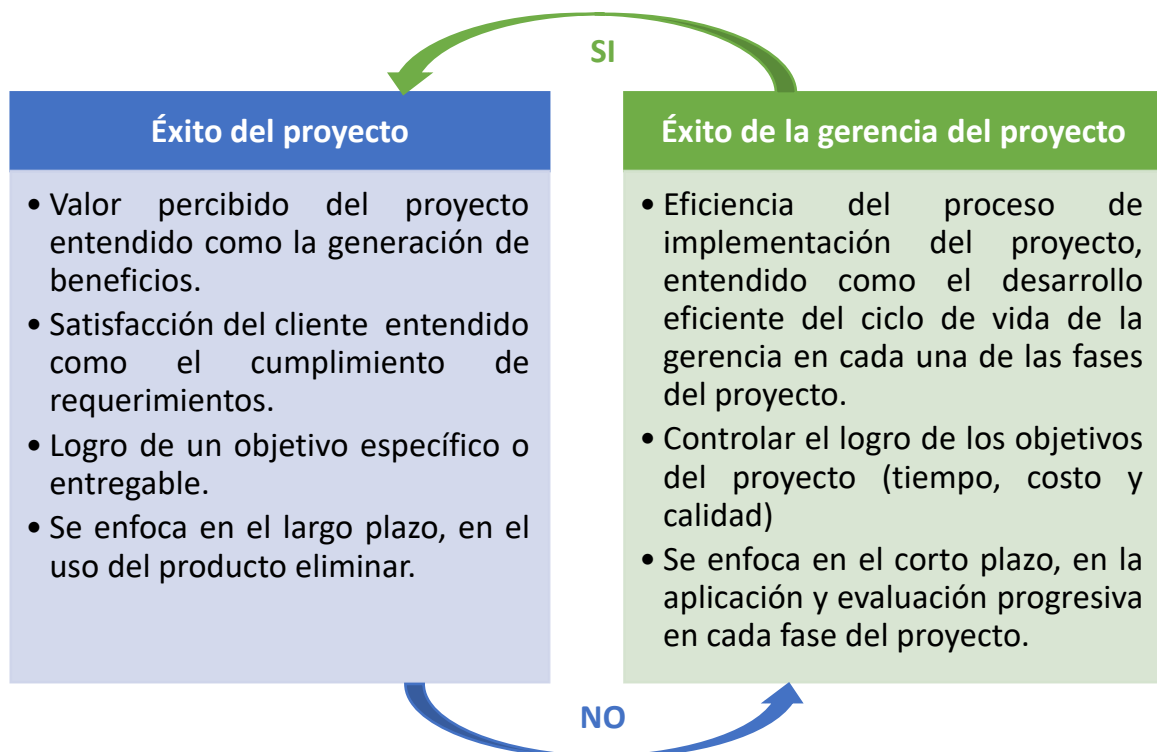 SI
Éxito del proyecto
• Valor percibido del proyecto
entendido como la generación de
beneficios.
• Satisfacción del cliente entendido
como el cumplimiento de
requerimientos.
• Logro de un objetivo específico o
entregable.
• Se enfoca en el largo plazo, en el
uso del producto eliminar.
Éxito de la gerencia del proyecto
• Eficiencia del proceso de
implementación del proyecto,
entendido como el desarrollo
eficiente del ciclo de vida de la
gerencia en cada una de las fases
del proyecto.
• Controlar el logro de los objetivos
del proyecto (tiempo, costo y
calidad)
• Se enfoca en el corto plazo, en la
aplicación y evaluación progresiva
en cada fase del proyecto.
NO